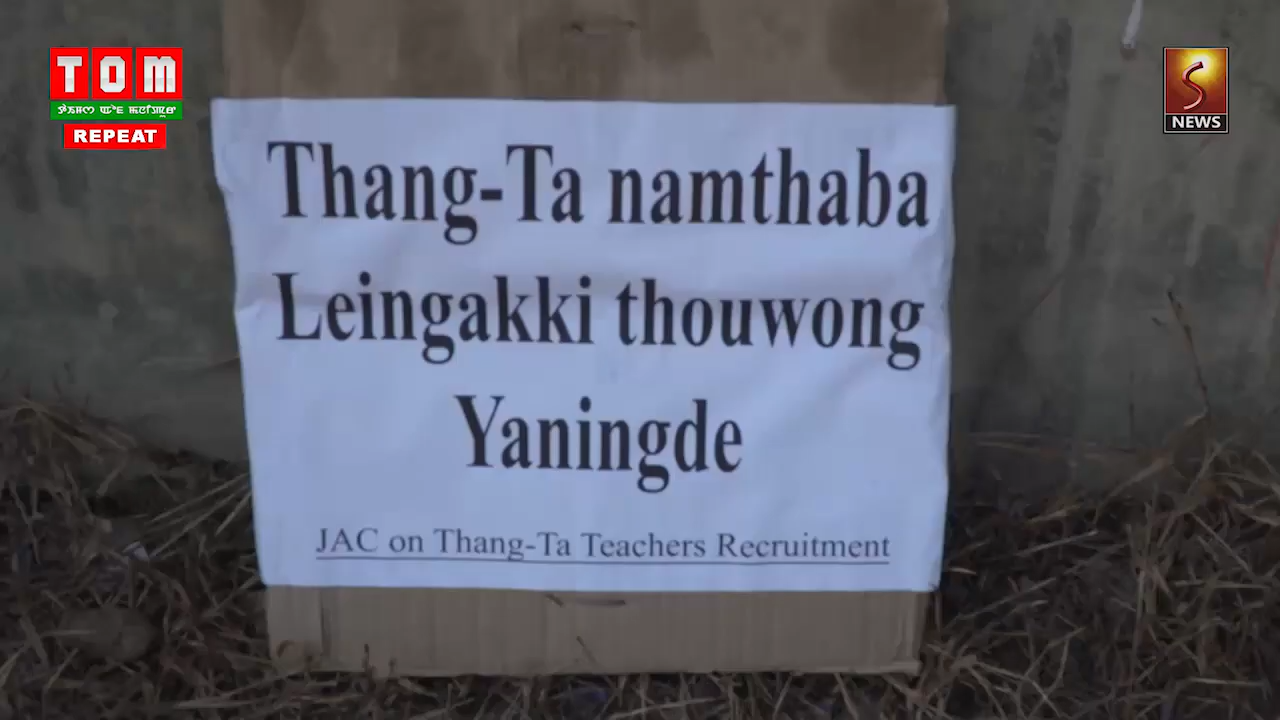 TOM
REPEAT
NEWS
Thang-Ta namthaba
Leingakki thouwong
Yaningde
JAC on Thang-Ta Teachers Recruitment